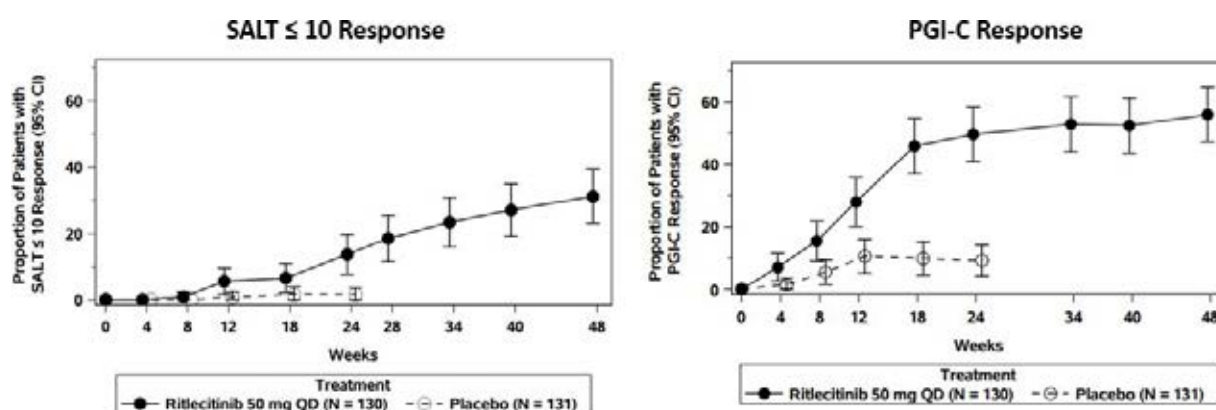 SALT ≤ 10 Response
Proportion of Patients with
SALT ≤ 10 Response (95% CI)
60
40
20
0
0 4 8 12 18 24 28 34 40 48
Weeks
Treatment
Ritlecitinib 50 mg QD (N = 130) Placebo (N = 131)
PGI-C Response
Proportion of Patients with
PGI-C Response (95% CI)
60
40
20
0
0 4 8 12 18 24 34 40 48
Weeks
Treatment
Ritlecitinib 50 mg QD (N = 130) Placebo (N = 131)